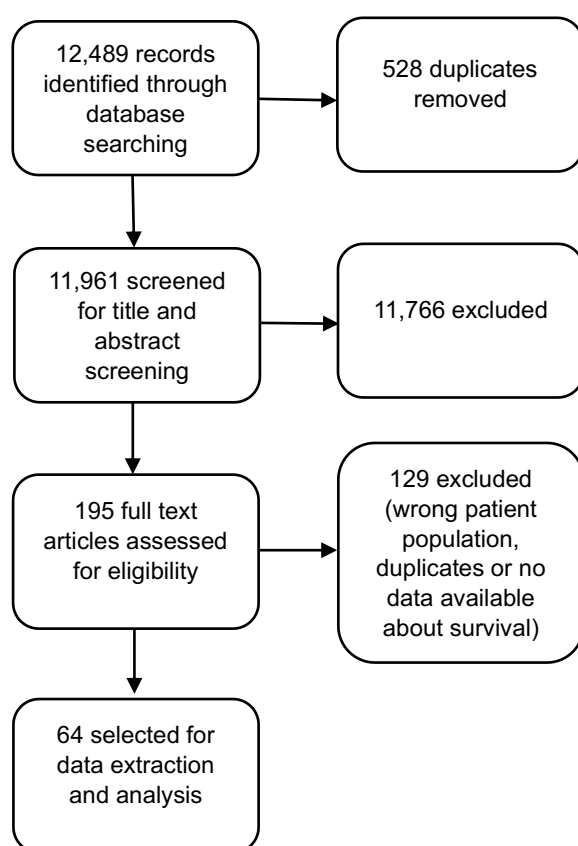 12,489 records
identified through
database
searching
528 duplicates
removed
11,961 screened
for title and
abstract
screening
11,766 excluded
195 full text
articles assessed
for eligibility
129 excluded
(wrong patient
population,
duplicates or no
data available
about survival)
64 selected for
data extraction
and analysis